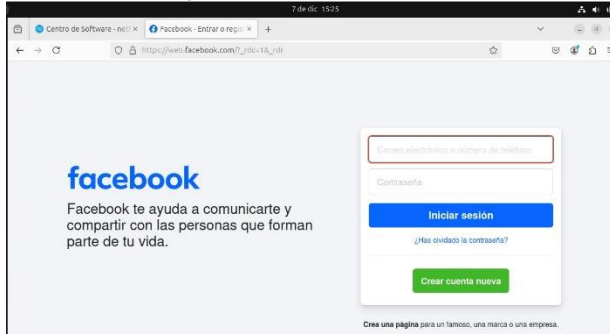 7 de dic 15:25
Centro de Software - net
Facebook - Entrar o regis
https://web.facebook.com/?_rdc=1&_rdr
facebook
Facebook te ayuda a comunicarte y
compartir con las personas que forman
parte de tu vida.
Correo electrónico o número de teléfono
Contraseña
Iniciar sesión
¿Has olvidado la contraseña?
Crear cuenta nueva
Crea una página para un famoso, una marca o una empresa.